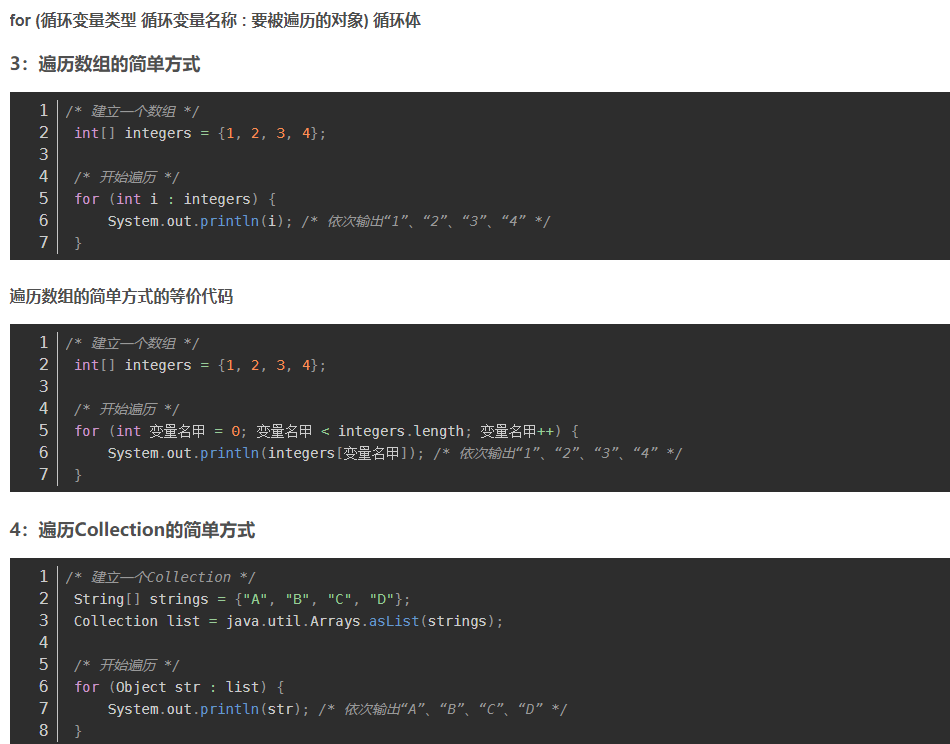 for (循环变量类型 循环变量名称 : 要被遍历的对象) 循环体
3：遍历数组的简单方式
1 /* 建立一个数组 */
2 int[] integers = {1, 2, 3, 4};
3
4 /* 开始遍历 */
5 for (int i : integers) {
6 System.out.println(i); /* 依次输出“1”、“2”、“3”、“4” */
7 }
遍历数组的简单方式的等价代码
1 /* 建立一个数组 */
2 int[] integers = {1, 2, 3, 4};
3
4 /* 开始遍历 */
5 for (int 变量名甲 = 0; 变量名甲 < integers.length; 变量名甲++) {
6 System.out.println(integers[变量名甲]); /* 依次输出“1”、“2”、“3”、“4” */
7 }
4：遍历Collection的简单方式
1 /* 建立一个Collection */
2 String[] strings = {"A", "B", "C", "D"};
3 Collection list = java.util.Arrays.asList(strings);
4
5 /* 开始遍历 */
6 for (Object str : list) {
7 System.out.println(str); /* 依次输出“A”、“B”、“C”、“D” */
8 }